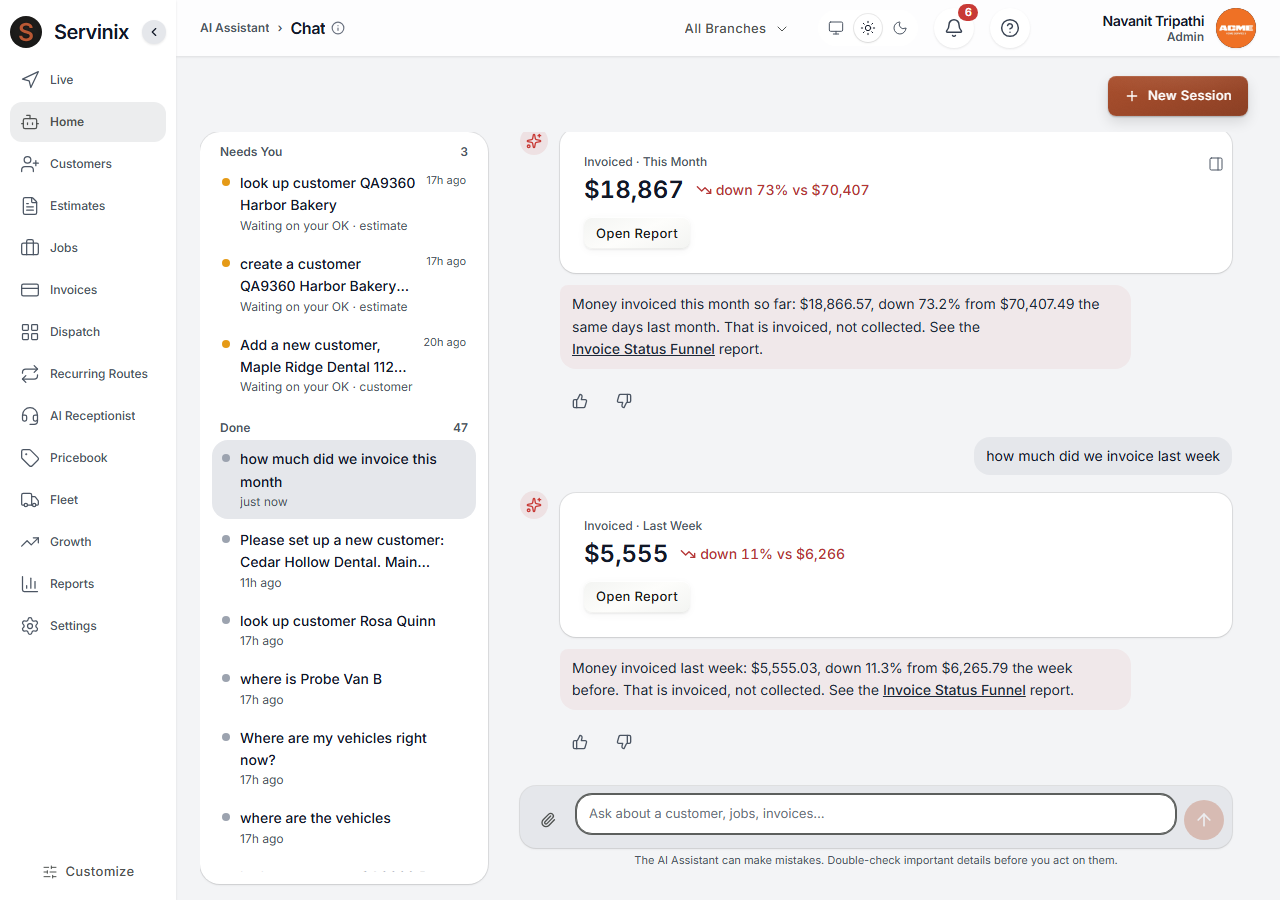 S Servinix
Live
Home
Customers
Estimates
Jobs
Invoices
Dispatch
Recurring Routes
AI Receptionist
Pricebook
Fleet
Growth
Reports
Settings
Customize
AI Assistant › Chat
All Branches
6
Navanit Tripathi
Admin
ACME
+ New Session
Needs You 3
look up customer QA9360 17h ago
Harbor Bakery
Waiting on your OK · estimate
create a customer 17h ago
QA9360 Harbor Bakery...
Waiting on your OK · estimate
Add a new customer, 20h ago
Maple Ridge Dental 112...
Waiting on your OK · customer
Done 47
how much did we invoice this
month
just now
Please set up a new customer:
Cedar Hollow Dental. Main...
11h ago
look up customer Rosa Quinn
17h ago
where is Probe Van B
17h ago
Where are my vehicles right
now?
17h ago
where are the vehicles
17h ago
Invoiced · This Month
$18,867 down 73% vs $70,407
Open Report
Money invoiced this month so far: $18,866.57, down 73.2% from $70,407.49 the
same days last month. That is invoiced, not collected. See the
Invoice Status Funnel report.
how much did we invoice last week
Invoiced · Last Week
$5,555 down 11% vs $6,266
Open Report
Money invoiced last week: $5,555.03, down 11.3% from $6,265.79 the week
before. That is invoiced, not collected. See the Invoice Status Funnel report.
Ask about a customer, jobs, invoices...
The AI Assistant can make mistakes. Double-check important details before you act on them.